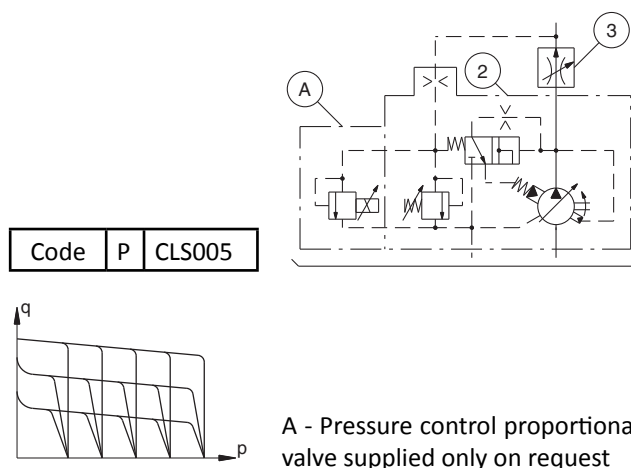 3
2
A
Code P CLS005
q
p
A - Pressure control proportiona
valve supplied only on request